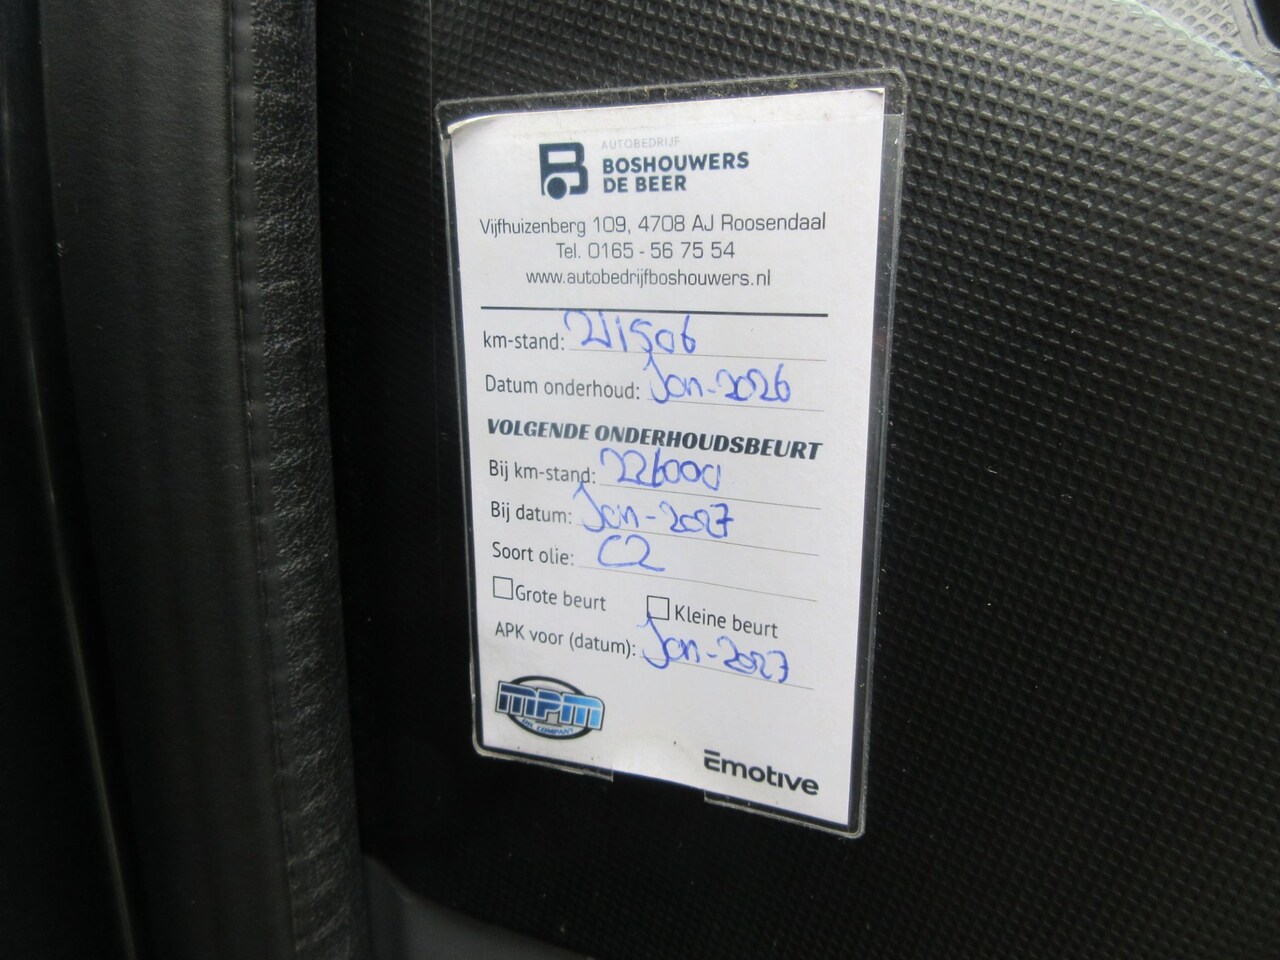 AUTOBEDRIJF
BOSHOUWERS
DE BEER
Vijfhuizenberg 109, 4708 AJ Roosendaal
Tel. 0165 - 56 75 54
www.autobedrijfboshouwers.nl
km-stand: 211506
Datum onderhoud: Jan-2026
VOLGENDE ONDERHOUDSBEURT
Bij km-stand: 226000
Bij datum: Jan-2027
Soort olie: C2
Grote beurt Kleine beurt
APK voor (datum): Jan-2027
MPM
OIL COMPANY
Emotive